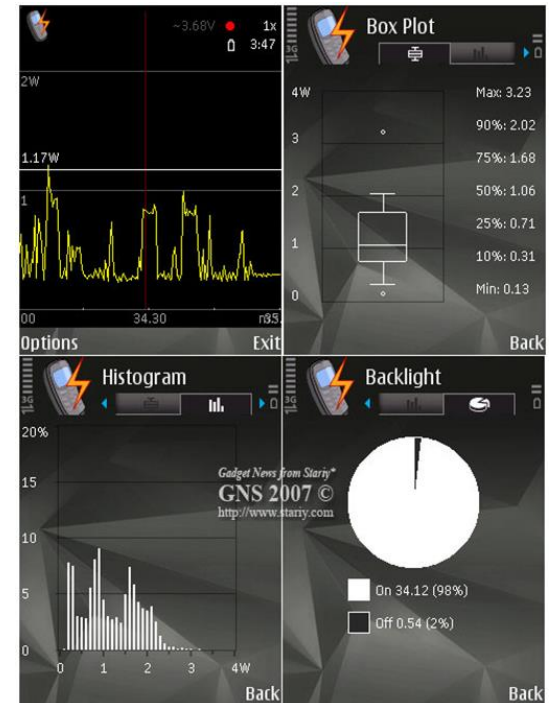 ~3.68V 1x
3:47
2W
1.17W
1
00 34.30
Options Exit
3G
Box Plot
4W
3
2
1
0
Max: 3.23
90%: 2.02
75%: 1.68
50%: 1.06
25%: 0.71
10%: 0.31
Min: 0.13
Back
3G
Histogram
20%
15
10
5
0
0 1 2 3 4W
Back
3G
Backlight
On 34.12 (98%)
Off 0.54 (2%)
Back
Gadget News from Stariy*
GNS 2007 ©
http://www.stariy.com